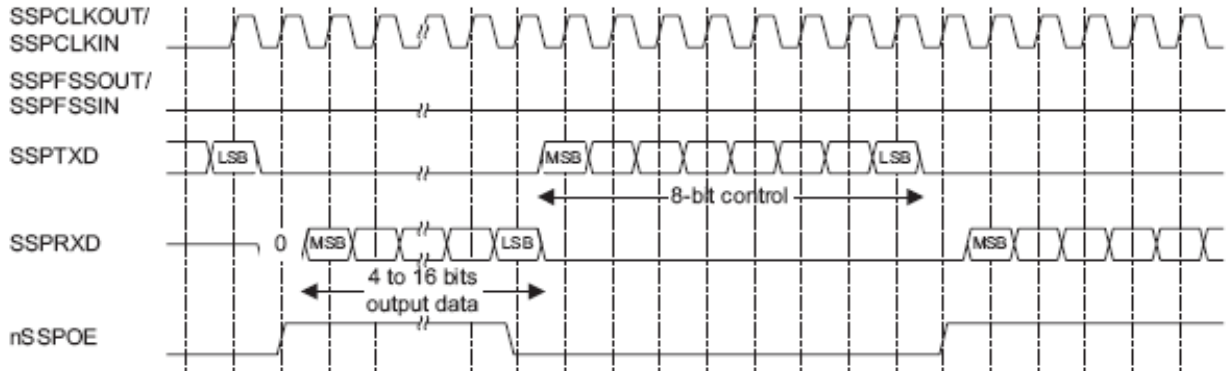 SSPCLKOUT/
SSPCLKIN
SSPFSSOUT/
SSPFSSIN
SSPTXD
LSB
MSB
LSB
8-bit control
SSPRXD
0
MSB
LSB
MSB
4 to 16 bits
output data
nSSPOE